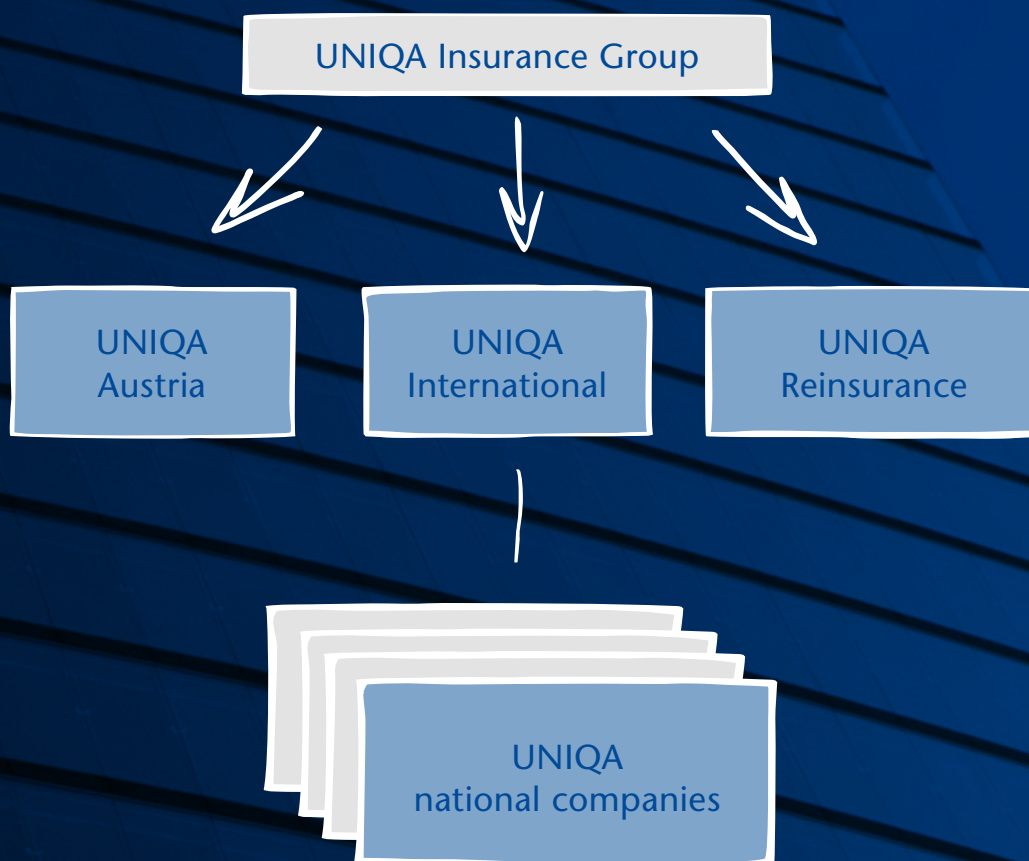 UNIQA Insurance Group
UNIQA
Austria
UNIQA
International
UNIQA
Reinsurance
UNIQA
national companies